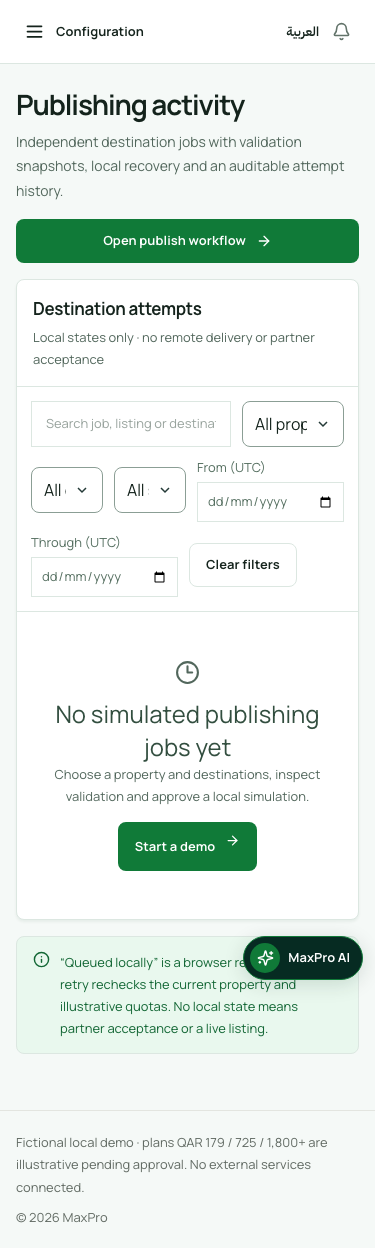 Configuration
العربية
Publishing activity
Independent destination jobs with validation
snapshots, local recovery and an auditable attempt
history.
Open publish workflow
Destination attempts
Local states only · no remote delivery or partner
acceptance
Search job, listing or destinat
All prop
All
All
From (UTC)
dd/mm/yyyy
Through (UTC)
dd/mm/yyyy
Clear filters
No simulated publishing
jobs yet
Choose a property and destinations, inspect
validation and approve a local simulation.
Start a demo
“Queued locally” is a browser re
MaxPro AI
retry rechecks the current property and
illustrative quotas. No local state means
partner acceptance or a live listing.
Fictional local demo · plans QAR 179 / 725 / 1,800+ are
illustrative pending approval. No external services
connected.
© 2026 MaxPro